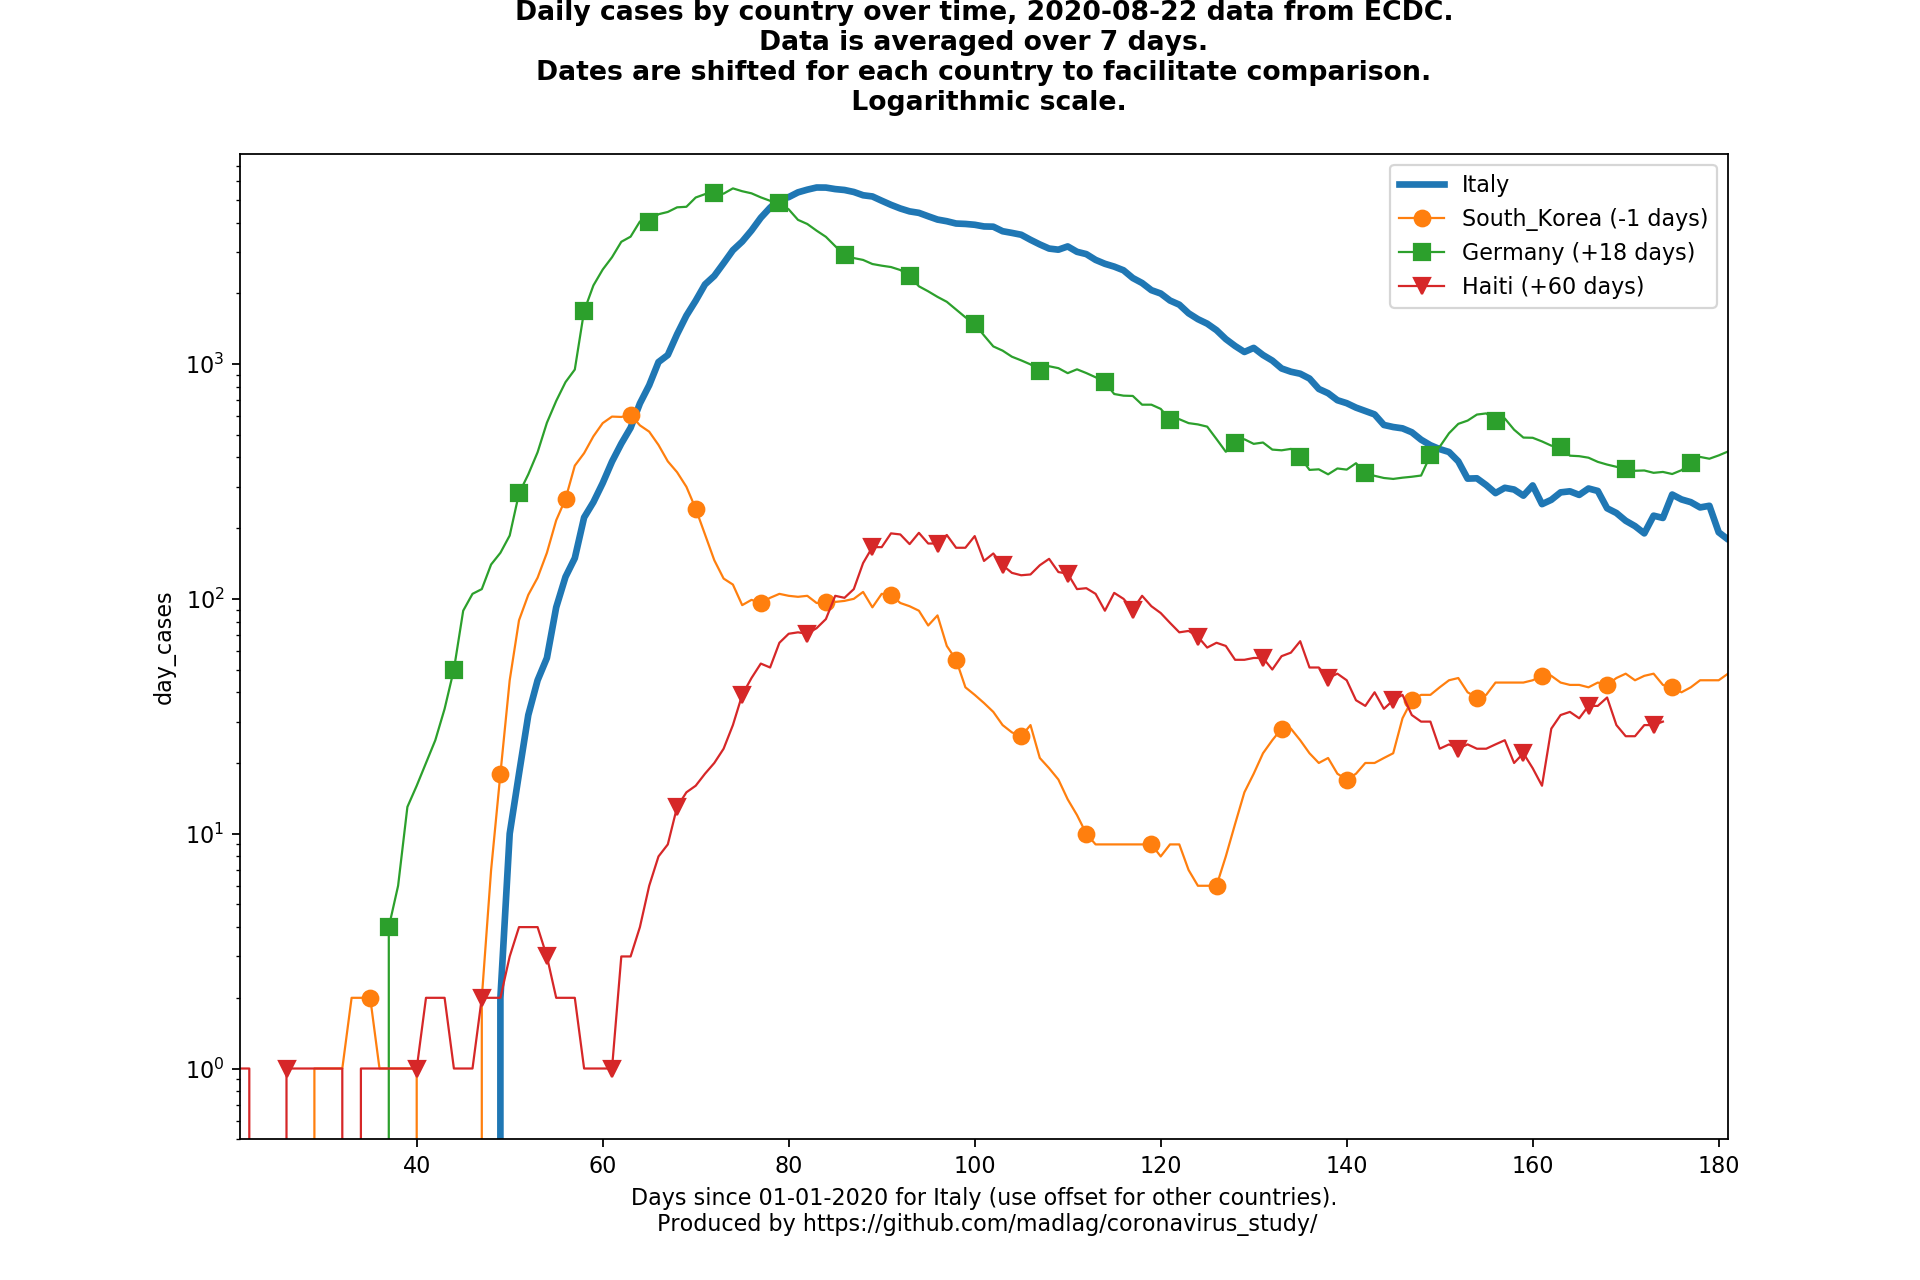 Daily cases by country over time, 2020-08-22 data from ECDC.
Data is averaged over 7 days.
Dates are shifted for each country to facilitate comparison.
Logarithmic scale.
Italy
South_Korea (-1 days)
Germany (+18 days)
Haiti (+60 days)
10³
10²
10¹
10⁰
day_cases
40 60 80 100 120 140 160 180
Days since 01-01-2020 for Italy (use offset for other countries).
Produced by https://github.com/madlag/coronavirus_study/